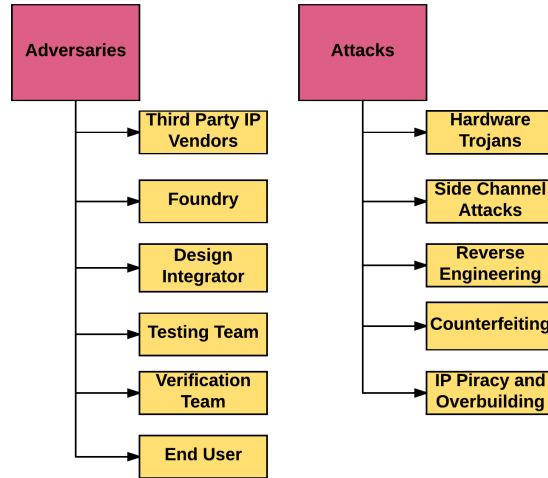 Adversaries
Third Party IP
Vendors
Foundry
Design
Integrator
Testing Team
Verification
Team
End User
Attacks
Hardware
Trojans
Side Channel
Attacks
Reverse
Engineering
Counterfeiting
IP Piracy and
Overbuilding